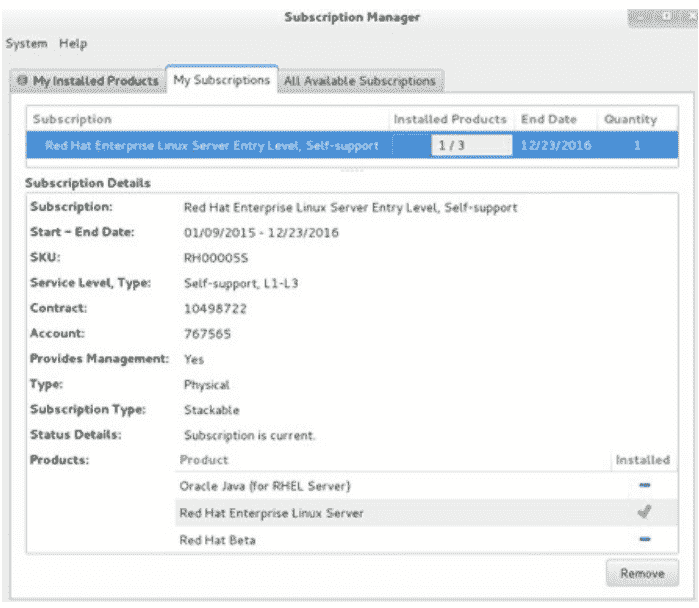 Subscription Manager
System Help
My Installed Products My Subscriptions All Available Subscriptions
Subscription Installed Products End Date Quantity
Red Hat Enterprise Linux Server Entry Level, Self-support 1 / 3 12/23/2016 1
Subscription Details
Subscription: Red Hat Enterprise Linux Server Entry Level, Self-support
Start - End Date: 01/09/2015 - 12/23/2016
SKU: RH00005S
Service Level, Type: Self-support, L1-L3
Contract: 10498722
Account: 767565
Provides Management: Yes
Type: Physical
Subscription Type: Stackable
Status Details: Subscription is current.
Products: Product Installed
Oracle Java (for RHEL Server)
Red Hat Enterprise Linux Server
Red Hat Beta
Remove